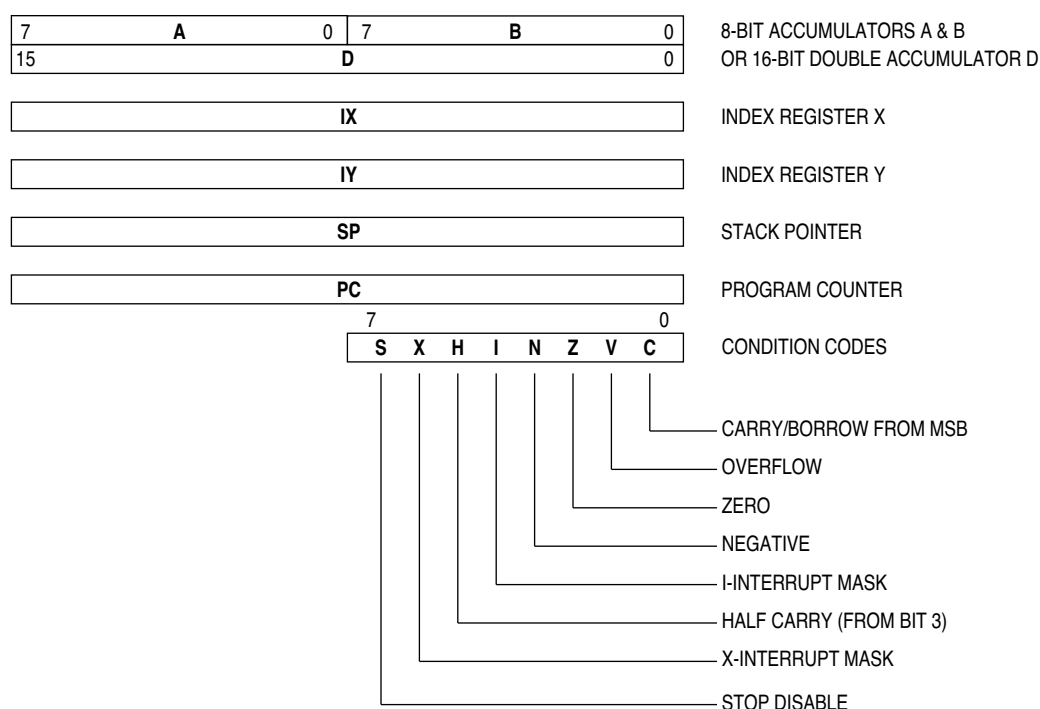 7 A 0 7 B 0 8-BIT ACCUMULATORS A & B
15 D 0 OR 16-BIT DOUBLE ACCUMULATOR D
IX INDEX REGISTER X
IY INDEX REGISTER Y
SP STACK POINTER
PC PROGRAM COUNTER
7 0
S X H I N Z V C CONDITION CODES
CARRY/BORROW FROM MSB
OVERFLOW
ZERO
NEGATIVE
I-INTERRUPT MASK
HALF CARRY (FROM BIT 3)
X-INTERRUPT MASK
STOP DISABLE